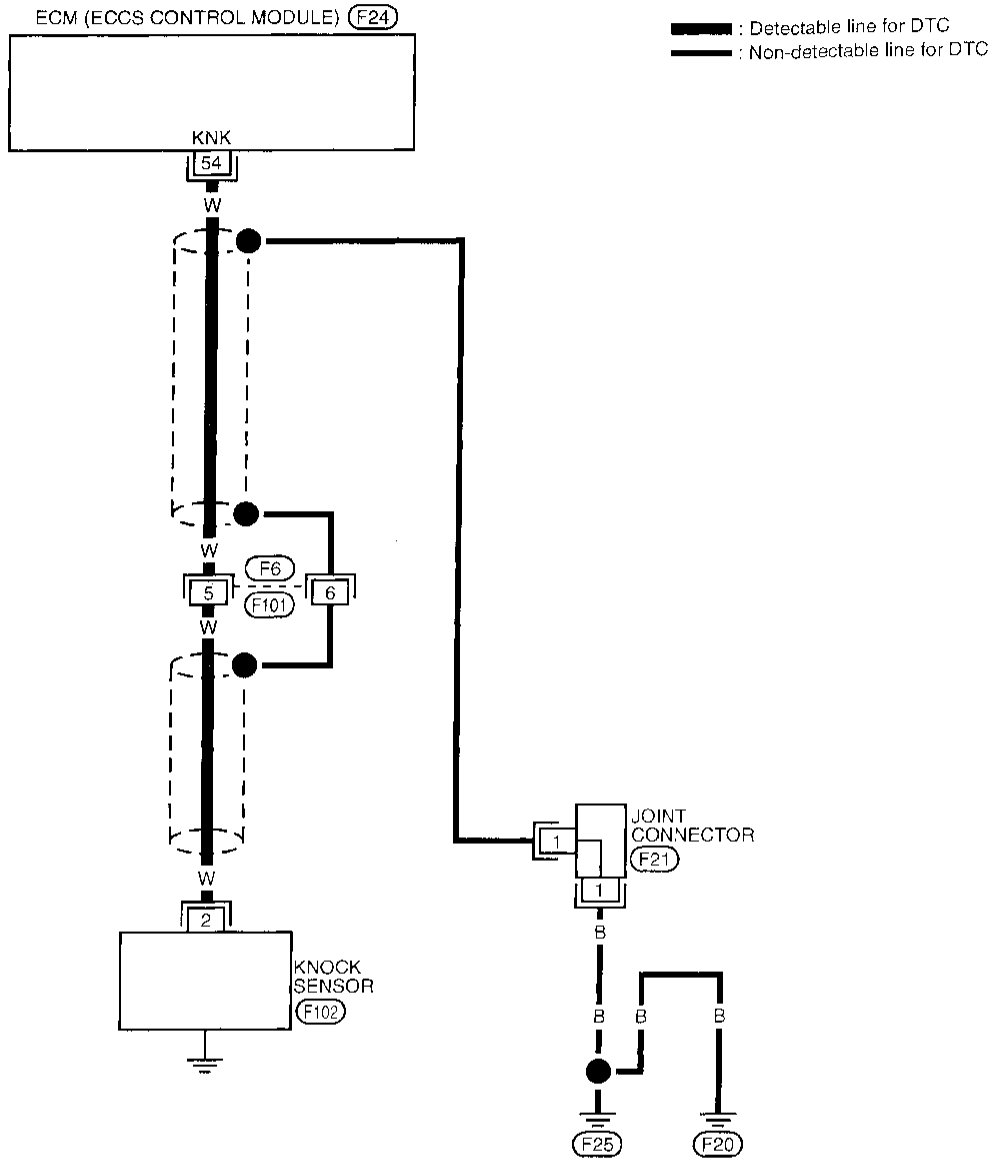 ECM (ECCS CONTROL MODULE) F24
: Detectable line for DTC
: Non-detectable line for DTC
KNK
54
W
W
F6
5
6
F101
W
JOINT
CONNECTOR
1
F21
W
1
2
B
KNOCK
SENSOR
F102
B
B
B
F25
F20